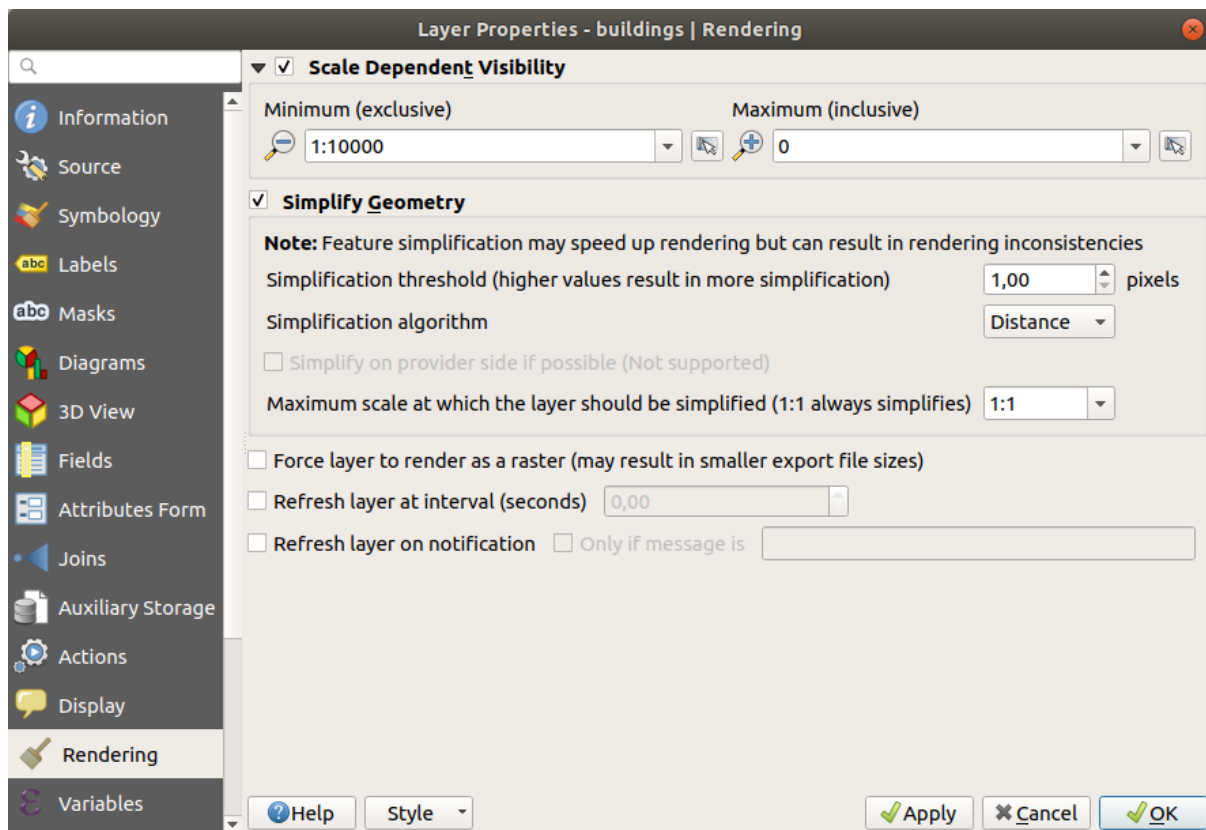 Layer Properties - buildings | Rendering
Information
Source
Symbology
abc Labels
abc Masks
Diagrams
3D View
Fields
Attributes Form
Joins
Auxiliary Storage
Actions
Display
Rendering
Variables
Scale Dependent Visibility
Minimum (exclusive) Maximum (inclusive)
1:10000 0
Simplify Geometry
Note: Feature simplification may speed up rendering but can result in rendering inconsistencies
Simplification threshold (higher values result in more simplification) 1,00 pixels
Simplification algorithm Distance
Simplify on provider side if possible (Not supported)
Maximum scale at which the layer should be simplified (1:1 always simplifies) 1:1
Force layer to render as a raster (may result in smaller export file sizes)
Refresh layer at interval (seconds) 0,00
Refresh layer on notification Only if message is
Help Style Apply Cancel OK